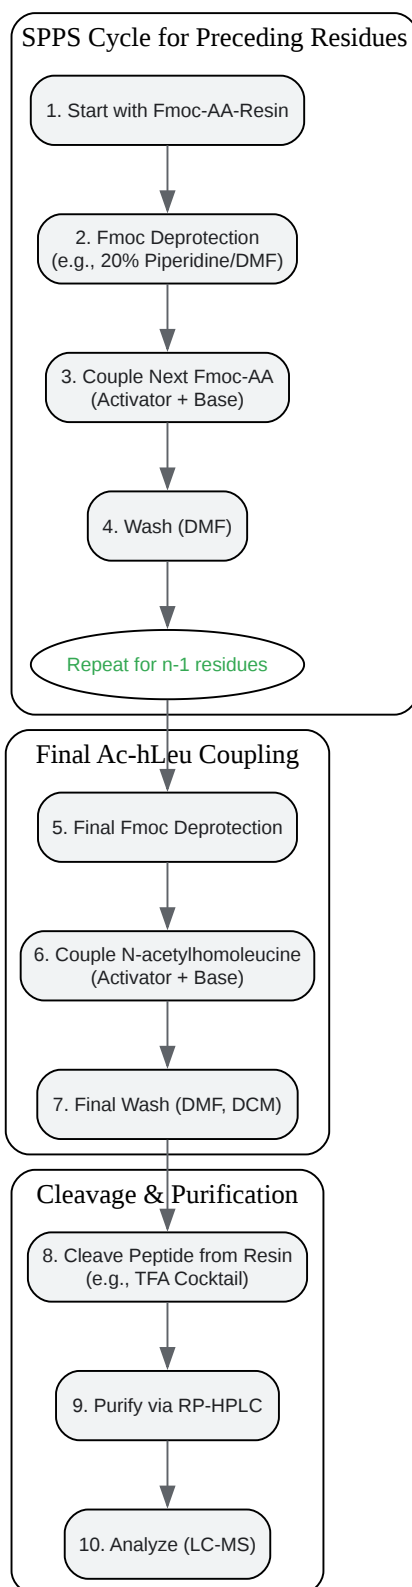 SPPS Cycle for Preceding Residues
1. Start with Fmoc-AA-Resin
2. Fmoc Deprotection
(e.g., 20% Piperidine/DMF)
3. Couple Next Fmoc-AA
(Activator + Base)
4. Wash (DMF)
Repeat for n-1 residues
Final Ac-hLeu Coupling
5. Final Fmoc Deprotection
6. Couple N-acetylhomoleucine
(Activator + Base)
7. Final Wash (DMF, DCM)
Cleavage & Purification
8. Cleave Peptide from Resin
(e.g., TFA Cocktail)
9. Purify via RP-HPLC
10. Analyze (LC-MS)